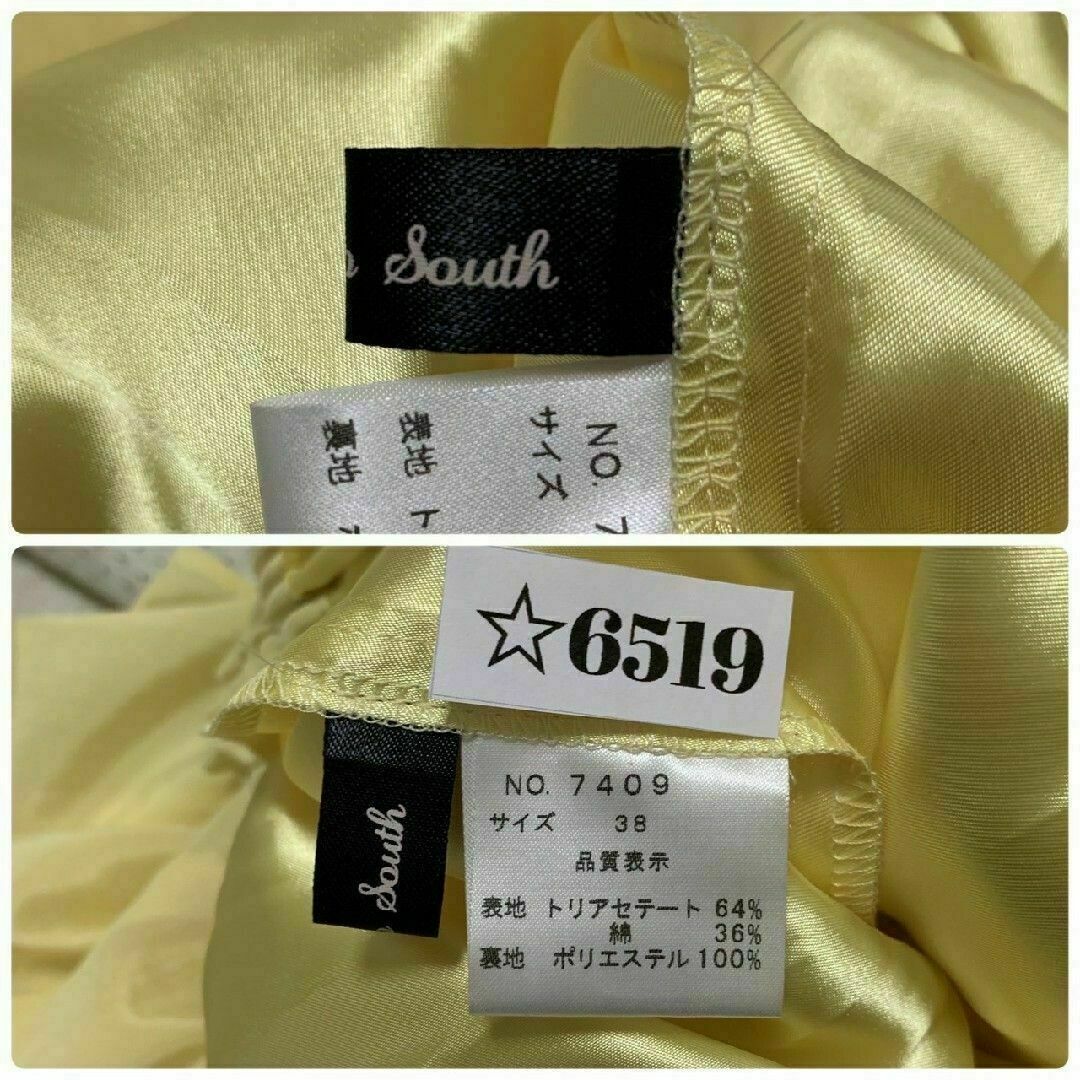 South
NO. 7
サイズ
表地 ト
裏地
☆6519
South
NO. 7409
サイズ 38
品質表示
表地 トリアセテート 64%
綿 36%
裏地 ポリエステル 100%